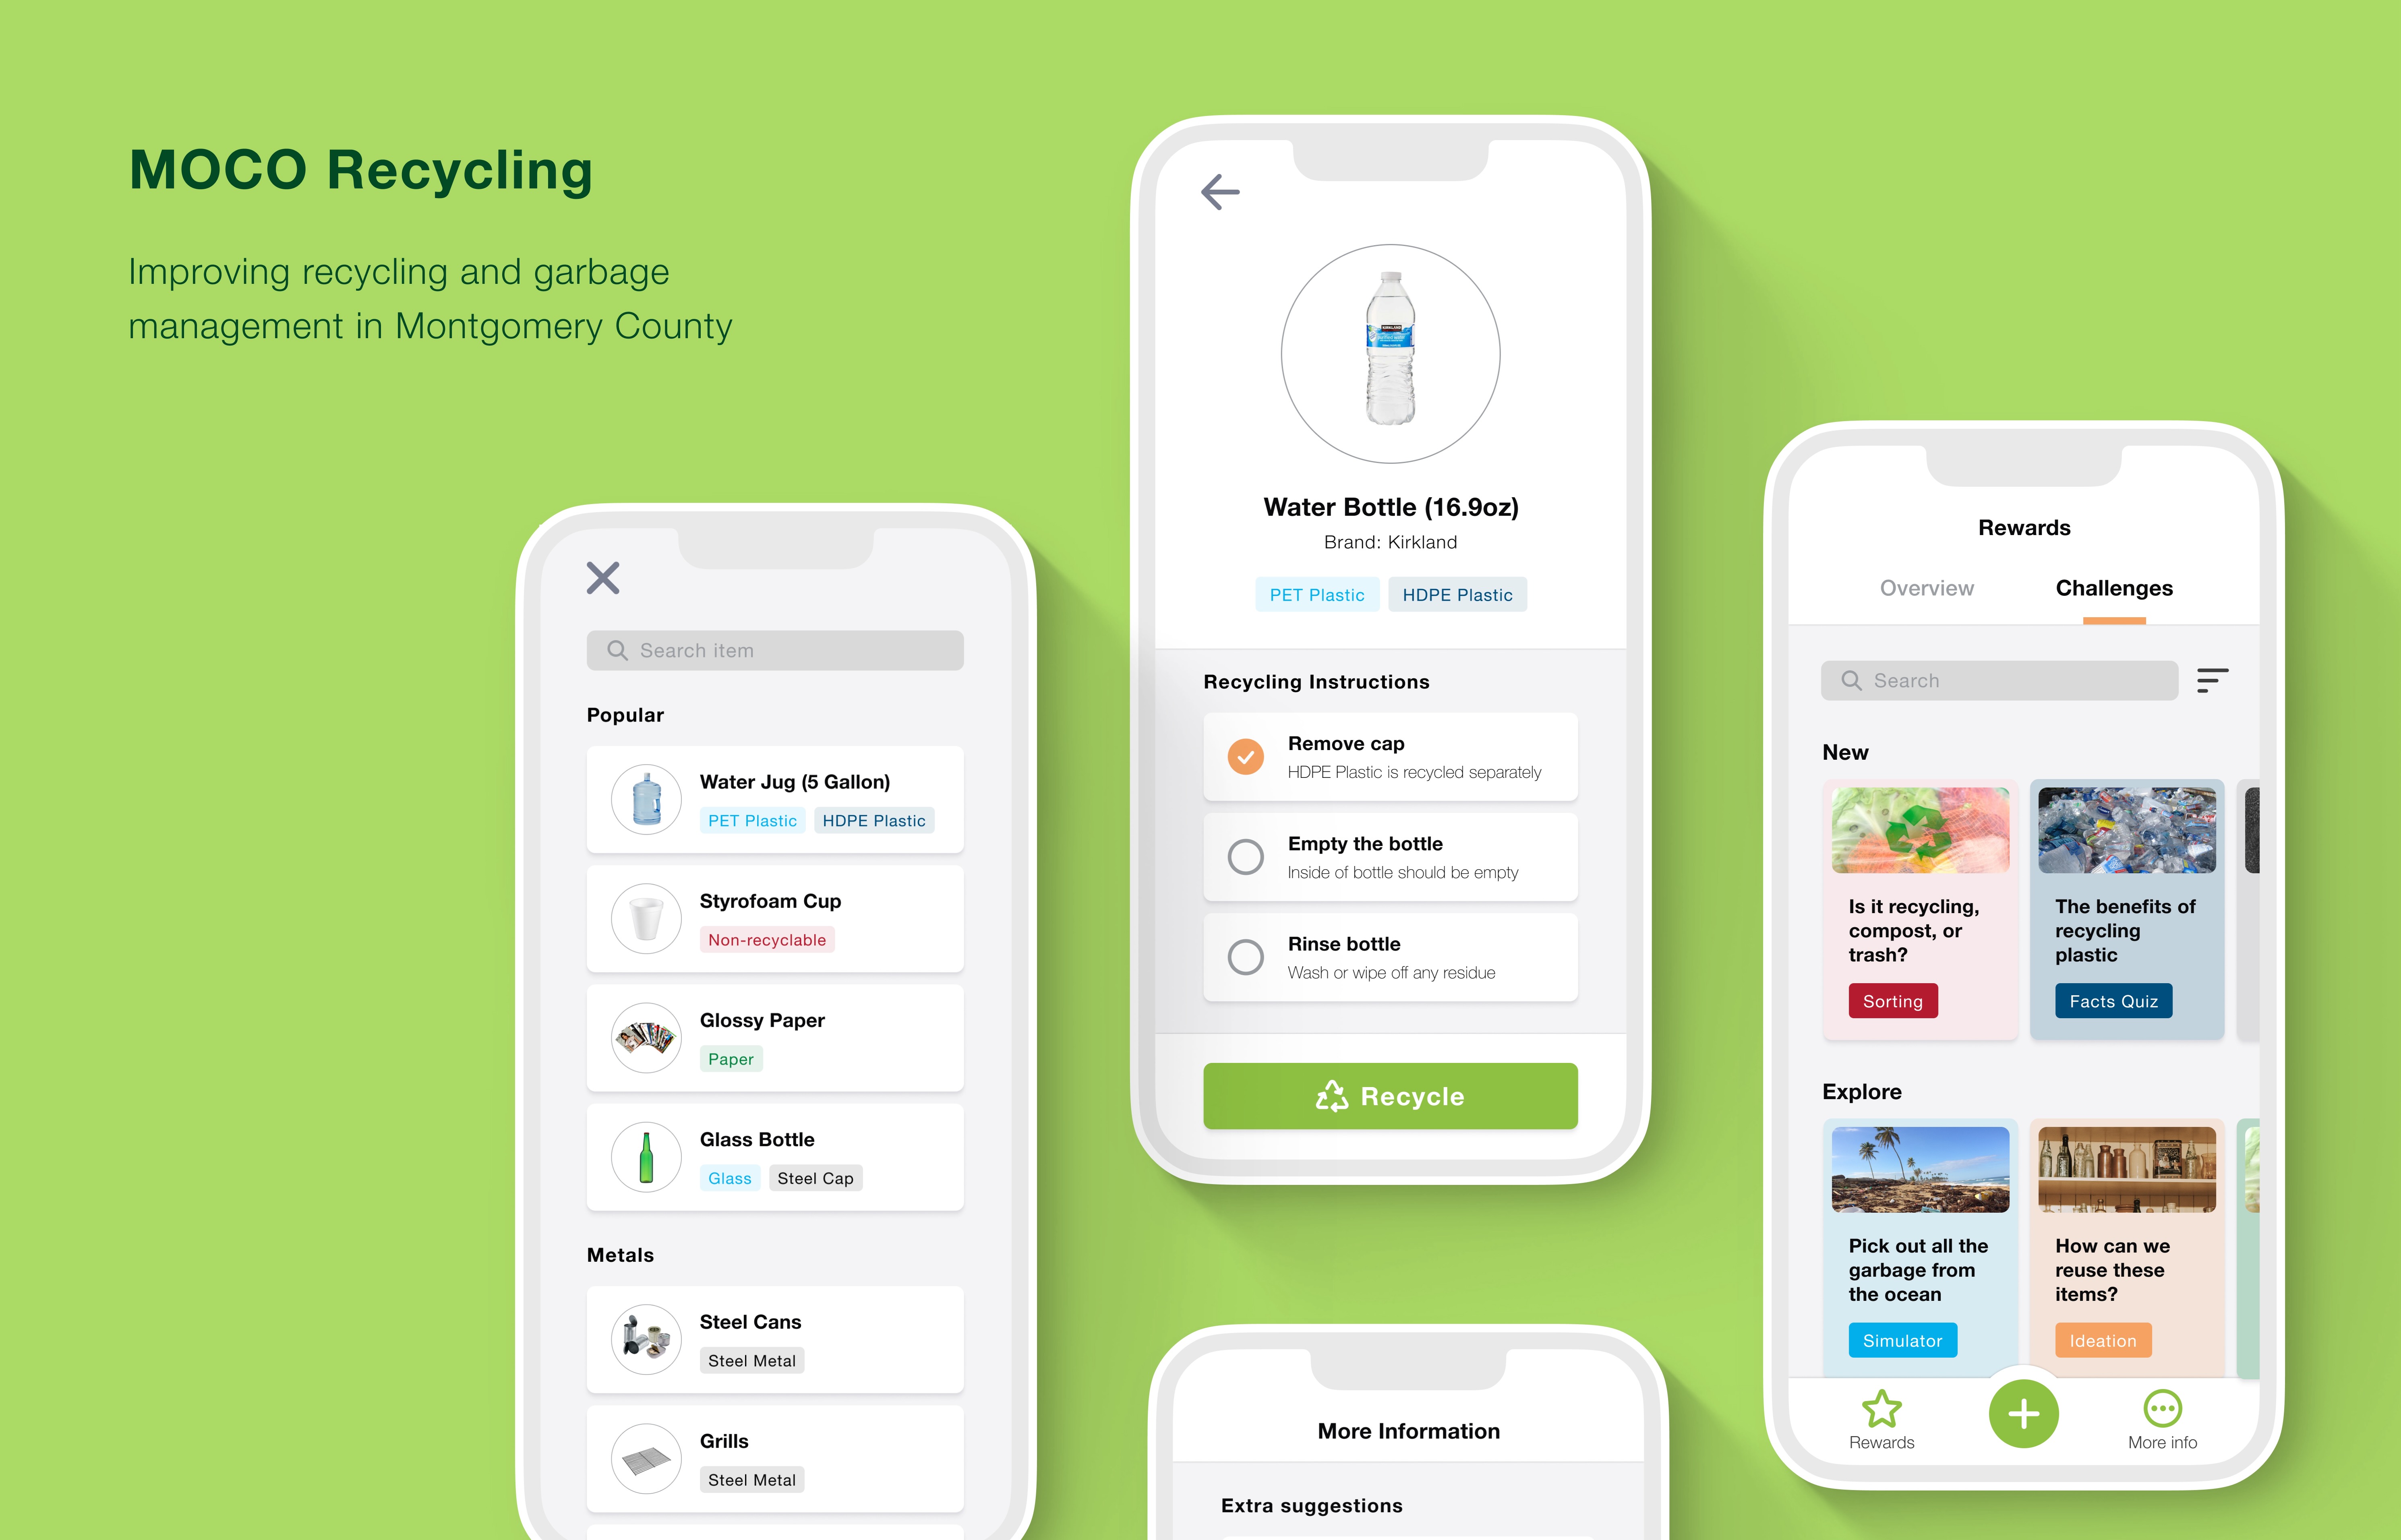 MOCO Recycling
Improving recycling and garbage
management in Montgomery County
Search item
Popular
Water Jug (5 Gallon)
PET Plastic
HDPE Plastic
Styrofoam Cup
Non-recyclable
Glossy Paper
Paper
Glass Bottle
Glass
Steel Cap
Metals
Steel Cans
Steel Metal
Grills
Steel Metal
KIRKLAND
Water Bottle (16.9oz)
Brand: Kirkland
PET Plastic
HDPE Plastic
Recycling Instructions
Remove cap
HDPE Plastic is recycled separately
Empty the bottle
Inside of bottle should be empty
Rinse bottle
Wash or wipe off any residue
Recycle
More Information
Extra suggestions
Rewards
Overview
Challenges
Search
New
Is it recycling,
compost, or
trash?
Sorting
The benefits of
recycling
plastic
Facts Quiz
Explore
Pick out all the
garbage from
the ocean
Simulator
How can we
reuse these
items?
Ideation
Rewards
More info